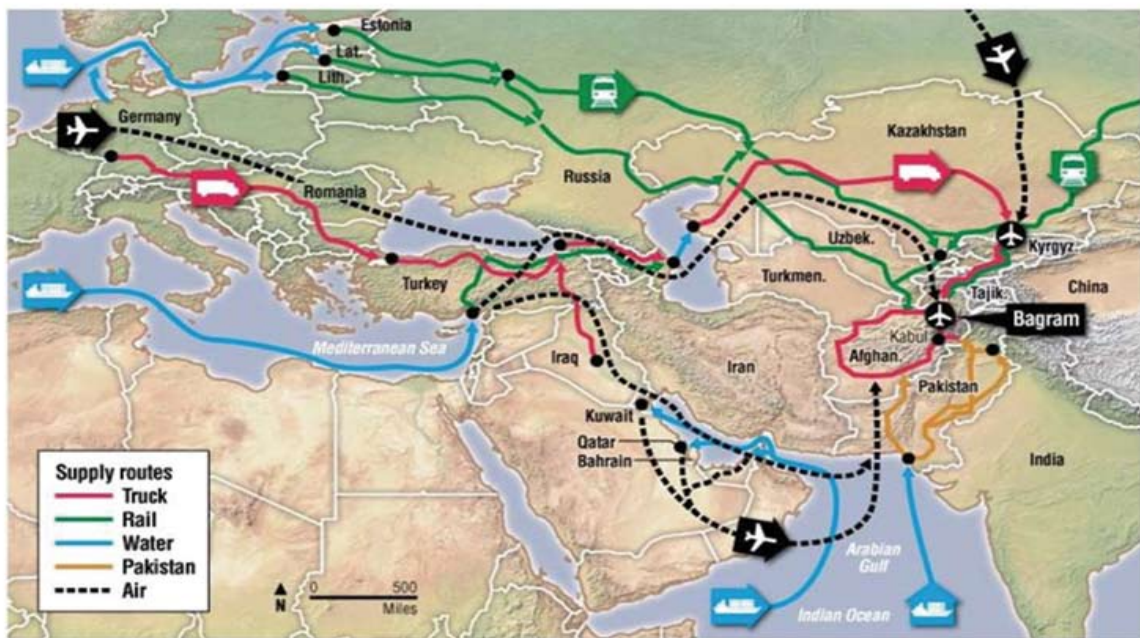 Estonia
Lat.
Lith.
Germany
Kazakhstan
Romania
Russia
Uzbek.
Kyrgyz.
Turkey
Turkmen.
Tajik.
China
Bagram
Mediterranean Sea
Kabul
Iraq
Iran
Afghan.
Pakistan
Kuwait
Qatar
Bahrain
India
Supply routes
Truck
Rail
Water
Pakistan
Air
Arabian
Gulf
N
0 500
Miles
Indian Ocean